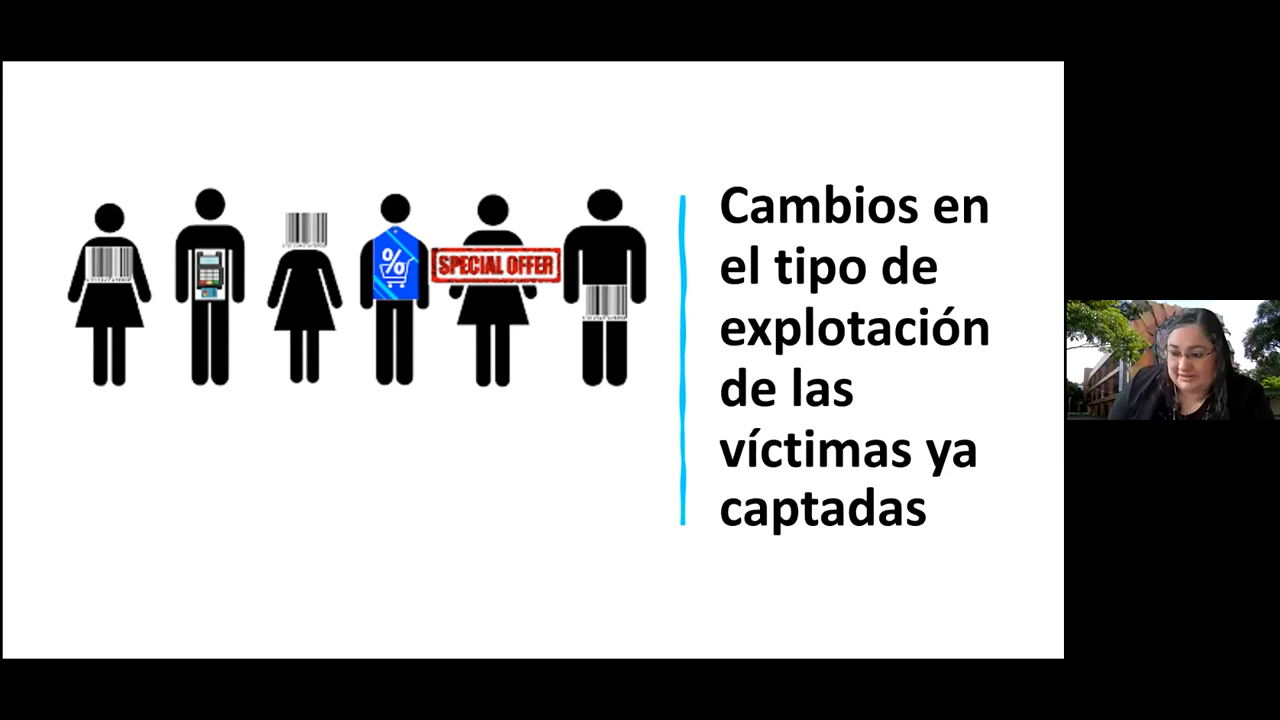 %
SPECIAL OFFER
Cambios en
el tipo de
explotación
de las
víctimas ya
captadas